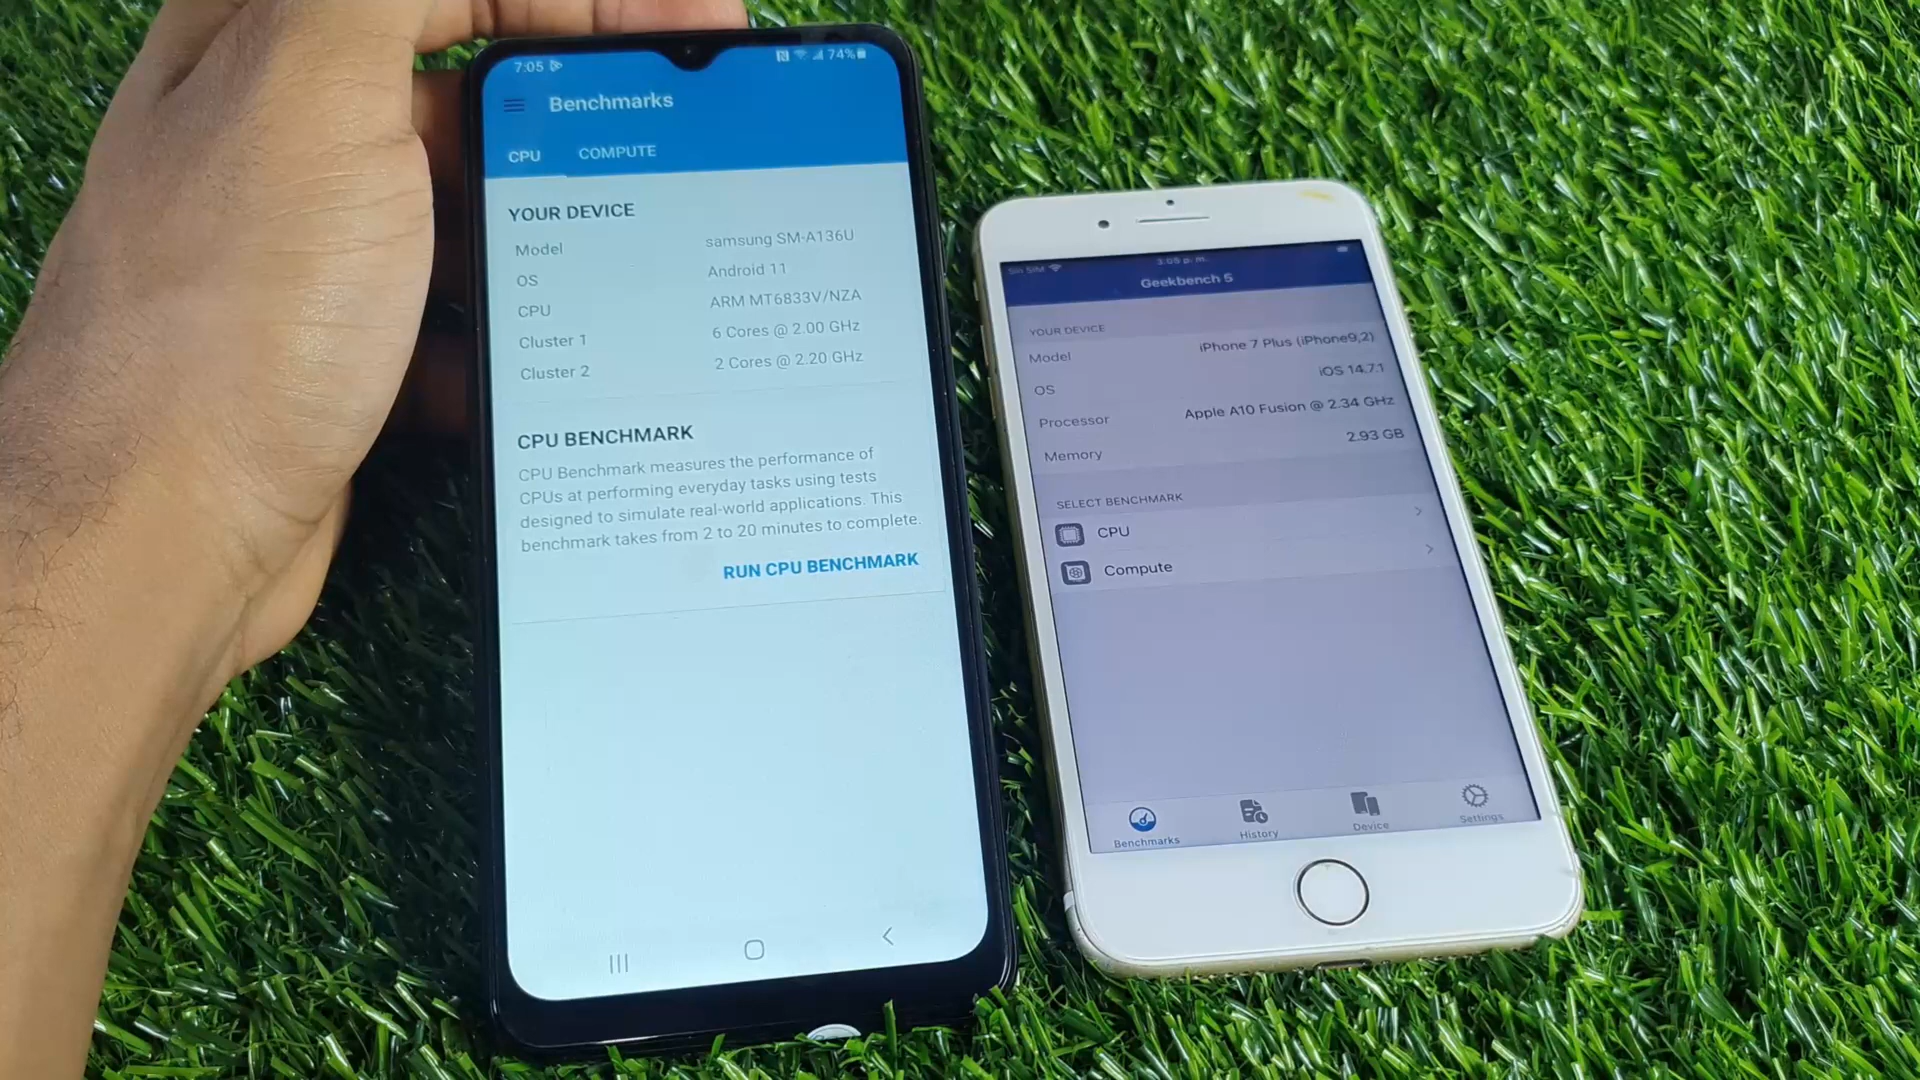 7:05
74%
Benchmarks
CPU COMPUTE
YOUR DEVICE
Model samsung SM-A136U
OS Android 11
CPU ARM MT6833V/NZA
Cluster 1 6 Cores @ 2.00 GHz
Cluster 2 2 Cores @ 2.20 GHz
CPU BENCHMARK
CPU Benchmark measures the performance of
CPUs at performing everyday tasks using tests
designed to simulate real-world applications. This
benchmark takes from 2 to 20 minutes to complete.
RUN CPU BENCHMARK
Sin SIM 3:05 p. m.
Geekbench 5
YOUR DEVICE
Model iPhone 7 Plus (iPhone9,2)
OS iOS 14.7.1
Processor Apple A10 Fusion @ 2.34 GHz
Memory 2.93 GB
SELECT BENCHMARK
CPU
Compute
Benchmarks History Device Settings